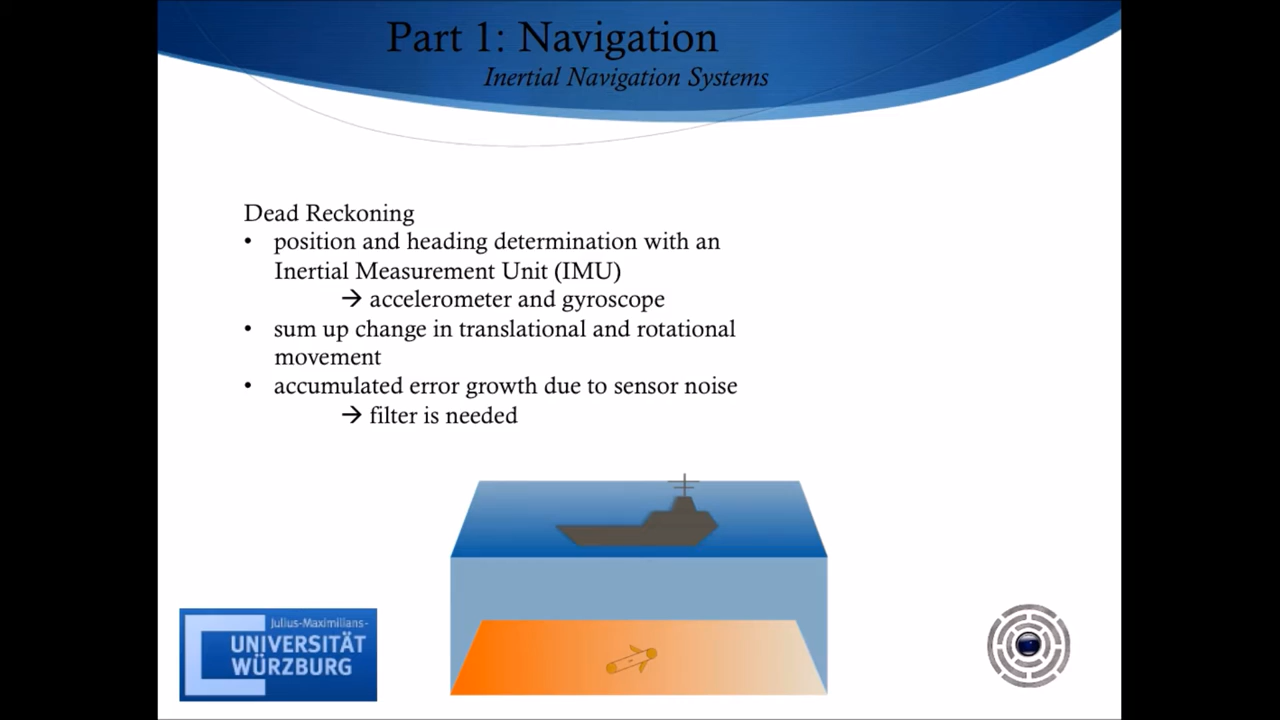 Part 1: Navigation
Inertial Navigation Systems
Dead Reckoning
• position and heading determination with an
Inertial Measurement Unit (IMU)
→ accelerometer and gyroscope
• sum up change in translational and rotational
movement
• accumulated error growth due to sensor noise
→ filter is needed
Julius-Maximilians-
UNIVERSITÄT
WÜRZBURG